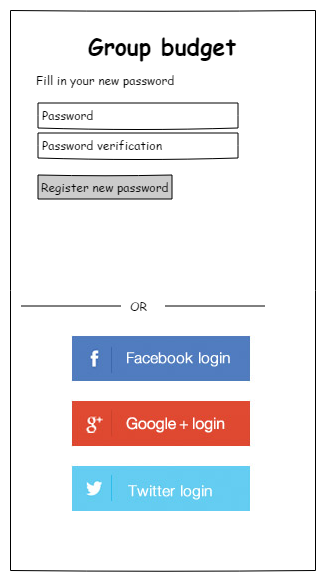 Group budget
Fill in your new password
Password
Password verification
Register new password
OR
f Facebook login
g+ Google+ login
Twitter login